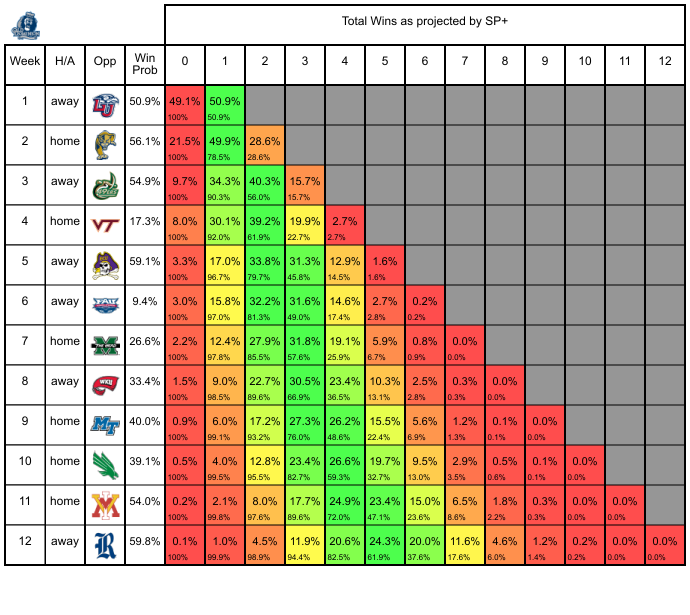 Total Wins as projected by SP+
Week H/A Opp Win Prob 0 1 2 3 4 5 6 7 8 9 10 11 12
1 away LU 50.9% 49.1% 50.9%
100% 50.9%
2 home 56.1% 21.5% 49.9% 28.6%
100% 78.5% 28.6%
3 away 54.9% 9.7% 34.3% 40.3% 15.7%
100% 90.3% 56.0% 15.7%
4 home VT 17.3% 8.0% 30.1% 39.2% 19.9% 2.7%
100% 92.0% 61.9% 22.7% 2.7%
5 away 59.1% 3.3% 17.0% 33.8% 31.3% 12.9% 1.6%
100% 96.7% 79.7% 45.8% 14.5% 1.6%
6 away FAU 9.4% 3.0% 15.8% 32.2% 31.6% 14.6% 2.7% 0.2%
100% 97.0% 81.3% 49.0% 17.4% 2.8% 0.2%
7 home M 26.6% 2.2% 12.4% 27.9% 31.8% 19.1% 5.9% 0.8% 0.0%
100% 97.8% 85.5% 57.6% 25.9% 6.7% 0.9% 0.0%
8 away WKU 33.4% 1.5% 9.0% 22.7% 30.5% 23.4% 10.3% 2.5% 0.3% 0.0%
100% 98.5% 89.6% 66.9% 36.5% 13.1% 2.8% 0.3% 0.0%
9 home MT 40.0% 0.9% 6.0% 17.2% 27.3% 26.2% 15.5% 5.6% 1.2% 0.1% 0.0%
100% 99.1% 93.2% 76.0% 48.6% 22.4% 6.9% 1.3% 0.1% 0.0%
10 home 39.1% 0.5% 4.0% 12.8% 23.4% 26.6% 19.7% 9.5% 2.9% 0.5% 0.1% 0.0%
100% 99.5% 95.5% 82.7% 59.3% 32.7% 13.0% 3.5% 0.6% 0.1% 0.0%
11 home VMI 54.0% 0.2% 2.1% 8.0% 17.7% 24.9% 23.4% 15.0% 6.5% 1.8% 0.3% 0.0% 0.0%
100% 99.8% 97.6% 89.6% 72.0% 47.1% 23.6% 8.6% 2.2% 0.3% 0.0% 0.0%
12 away R 59.8% 0.1% 1.0% 4.5% 11.9% 20.6% 24.3% 20.0% 11.6% 4.6% 1.2% 0.2% 0.0% 0.0%
100% 99.9% 98.9% 94.4% 82.5% 61.9% 37.6% 17.6% 6.0% 1.4% 0.2% 0.0% 0.0%